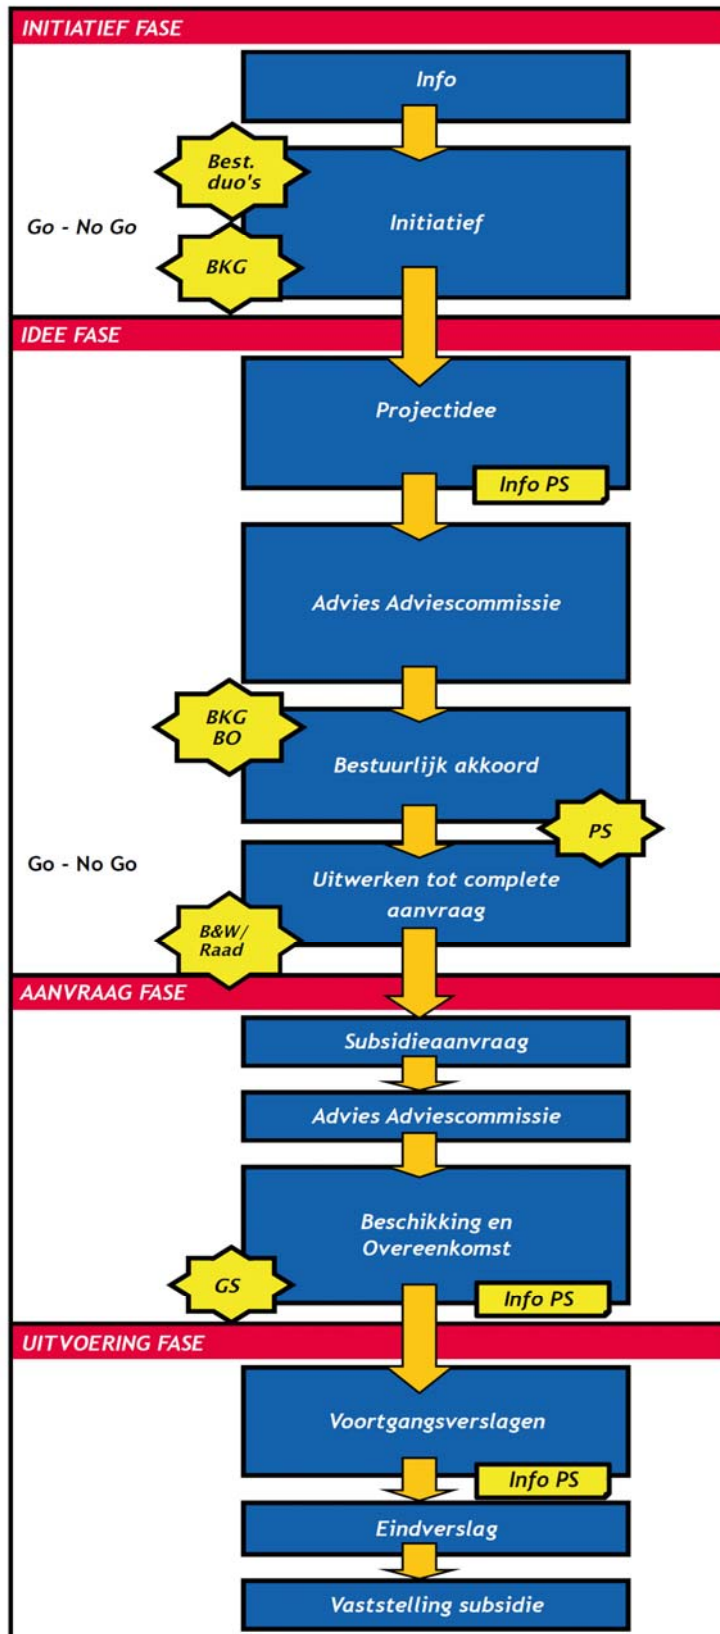 INITIATIEF FASE
Info
Best.
duo's
Go - No Go
Initiatief
BKG
IDEE FASE
Projectidee
Info PS
Advies Adviescommissie
BKG
BO
Bestuurlijk akkoord
PS
Go - No Go
Uitwerken tot complete
aanvraag
B&W/
Raad
AANVRAAG FASE
Subsidieaanvraag
Advies Adviescommissie
Beschikking en
Overeenkomst
GS
Info PS
UITVOERING FASE
Voortgangsverslagen
Info PS
Eindverslag
Vaststelling subsidie